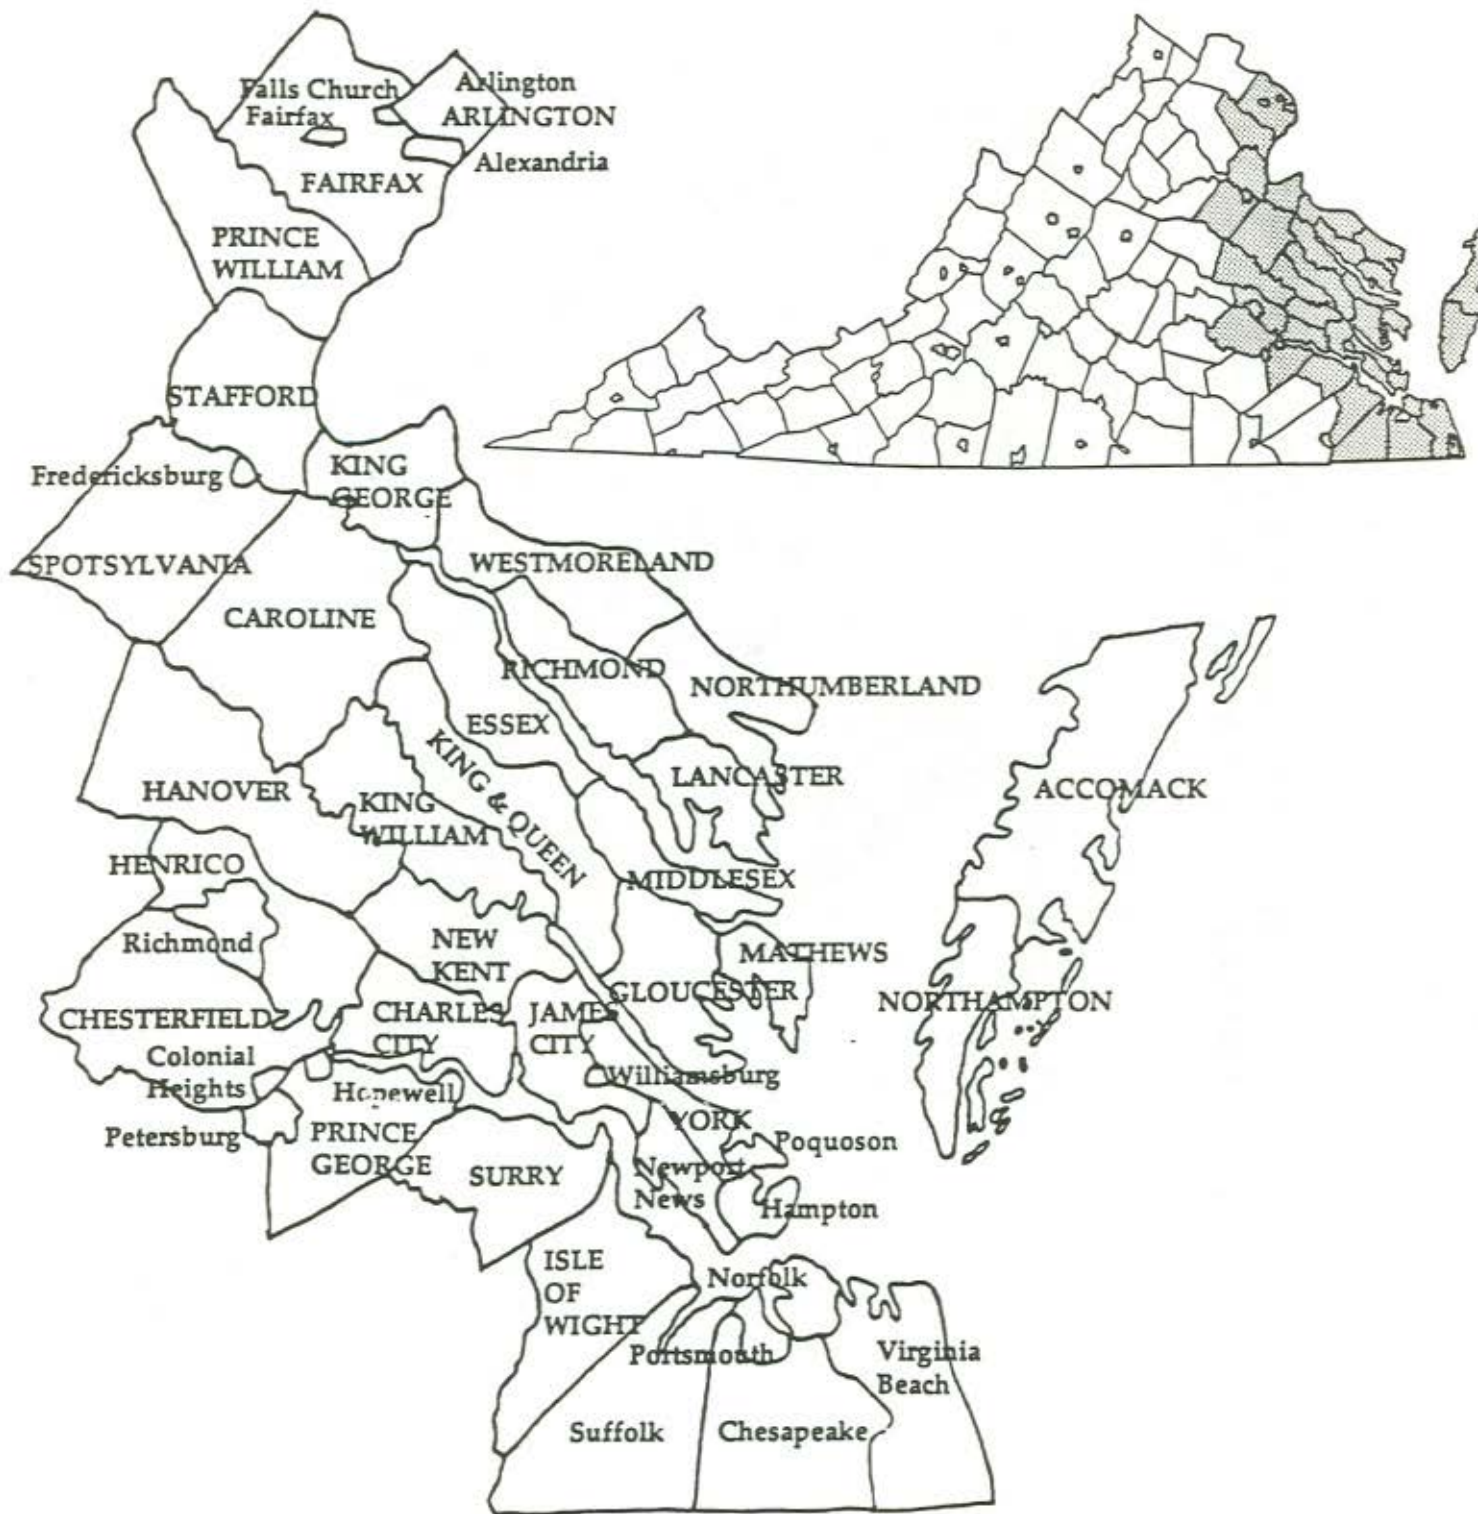 Falls Church
Arlington
Fairfax
ARLINGTON
Alexandria
FAIRFAX
PRINCE
WILLIAM
STAFFORD
Fredericksburg
KING
GEORGE
SPOTSYLVANIA
WESTMORELAND
CAROLINE
RICHMOND
NORTHUMBERLAND
ESSEX
KING & QUEEN
LANCASTER
ACCOMACK
HANOVER
KING
WILLIAM
HENRICO
MIDDLESEX
Richmond
NEW
KENT
MATHEWS
GLOUCESTER
NORTHAMPTON
CHESTERFIELD
CHARLES
CITY
JAMES
CITY
Colonial
Heights
Hopewell
Williamsburg
Petersburg
PRINCE
GEORGE
YORK
Poquoson
SURRY
Newport
News
Hampton
ISLE
OF
WIGHT
Norfolk
Portsmouth
Virginia
Beach
Suffolk
Chesapeake